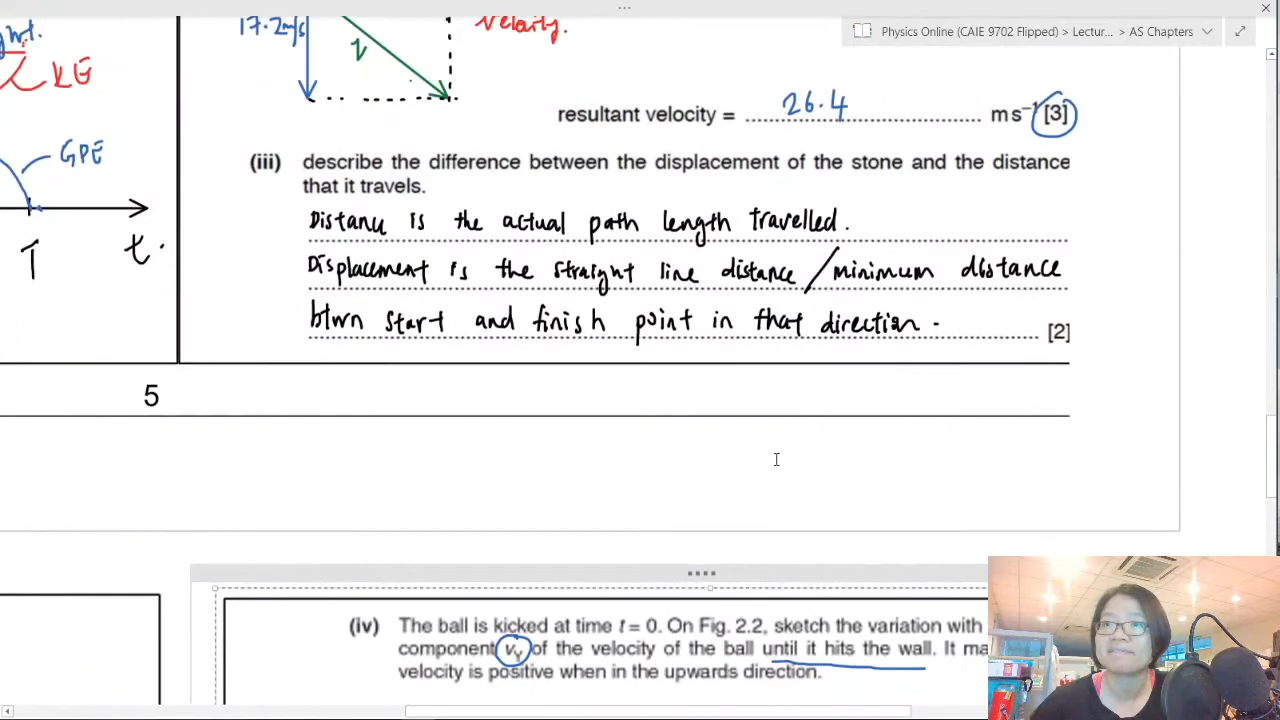 Physics Online (CAIE 9702 Flipped) > Lectur... > AS Chapters
17.2m/s
velocity.
KE
v
resultant velocity = 26.4 m s⁻¹ [3]
GPE
(iii) describe the difference between the displacement of the stone and the distance
that it travels.
Distance is the actual path length travelled.
T
t.
Displacement is the straight line distance / minimum distance
btwn start and finish point in that direction. [2]
5
(iv) The ball is kicked at time t = 0. On Fig. 2.2, sketch the variation with
component vY of the velocity of the ball until it hits the wall. It ma
velocity is positive when in the upwards direction.